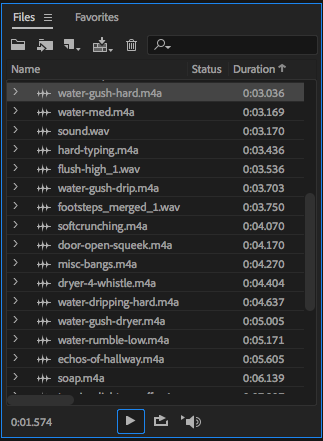 Files Favorites
Name Status Duration
water-gush-hard.m4a 0:03.036
water-med.m4a 0:03.169
sound.wav 0:03.170
hard-typing.m4a 0:03.436
flush-high_1.wav 0:03.536
water-gush-drip.m4a 0:03.703
footsteps_merged_1.wav 0:03.750
softcrunching.m4a 0:04.070
door-open-squeek.m4a 0:04.170
misc-bangs.m4a 0:04.270
dryer-4-whistle.m4a 0:04.404
water-dripping-hard.m4a 0:04.637
water-gush-dryer.m4a 0:05.005
water-rumble-low.m4a 0:05.171
echos-of-hallway.m4a 0:05.605
soap.m4a 0:06.139
0:01.574